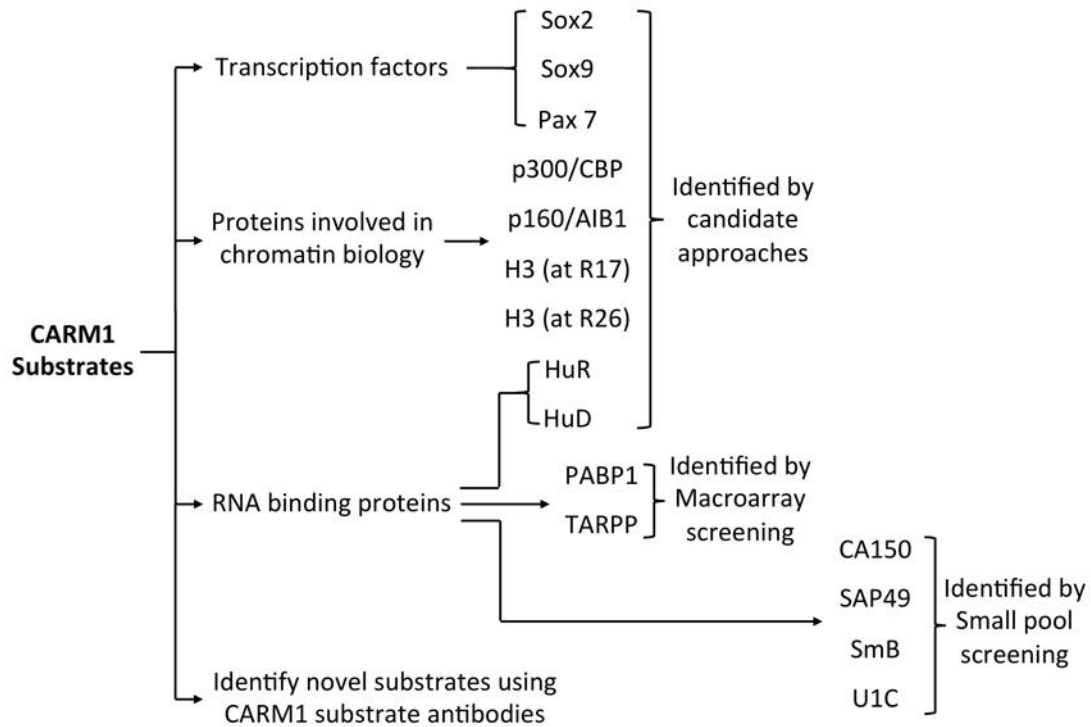 CARM1
Substrates
Transcription factors
Sox2
Sox9
Pax 7
Proteins involved in
chromatin biology
p300/CBP
p160/AIB1
H3 (at R17)
H3 (at R26)
HuR
HuD
Identified by
candidate
approaches
RNA binding proteins
PABP1
TARPP
Identified by
Macroarray
screening
CA150
SAP49
SmB
U1C
Identified by
Small pool
screening
Identify novel substrates using
CARM1 substrate antibodies